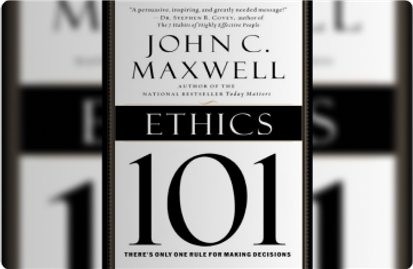 "A persuasive, inspiring, and greatly needed message!"
— Dr. Stephen R. Covey, author of
The 7 Habits of Highly Effective People
JOHN C.
MAXWELL
AUTHOR OF THE
NATIONAL BESTSELLER Today Matters
ETHICS
101
THERE'S ONLY ONE RULE FOR MAKING DECISIONS